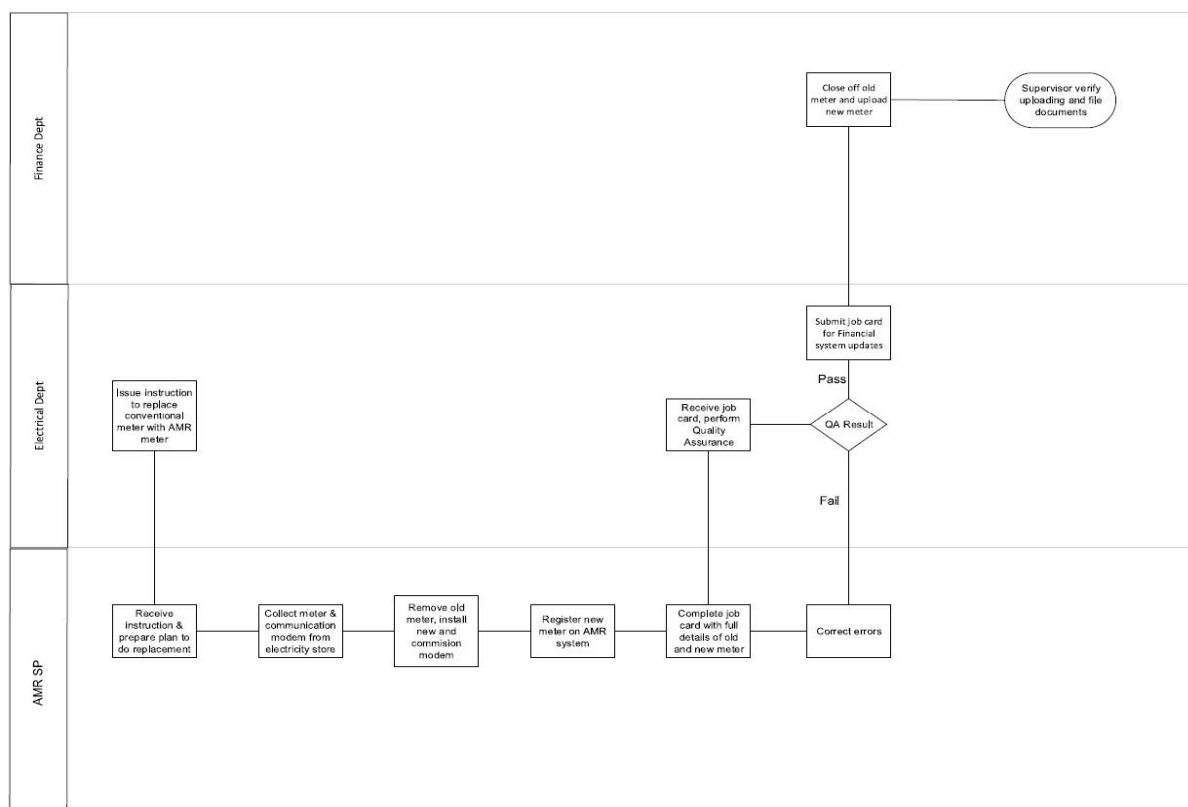 Finance Dept
Close off old
meter and upload
new meter
Supervisor verify
uploading and file
documents
Electrical Dept
Issue instruction
to replace
conventional
meter with AMR
meter
Receive job
card, perform
Quality
Assurance
Submit job card
for Financial
system updates
Pass
QA Result
Fail
AMR SP
Receive
instruction &
prepare plan to
do replacement
Collect meter &
communication
modem from
electricity store
Remove old
meter, install
new and
commision
modem
Register new
meter on AMR
system
Complete job
card with full
details of old
and new meter
Correct errors